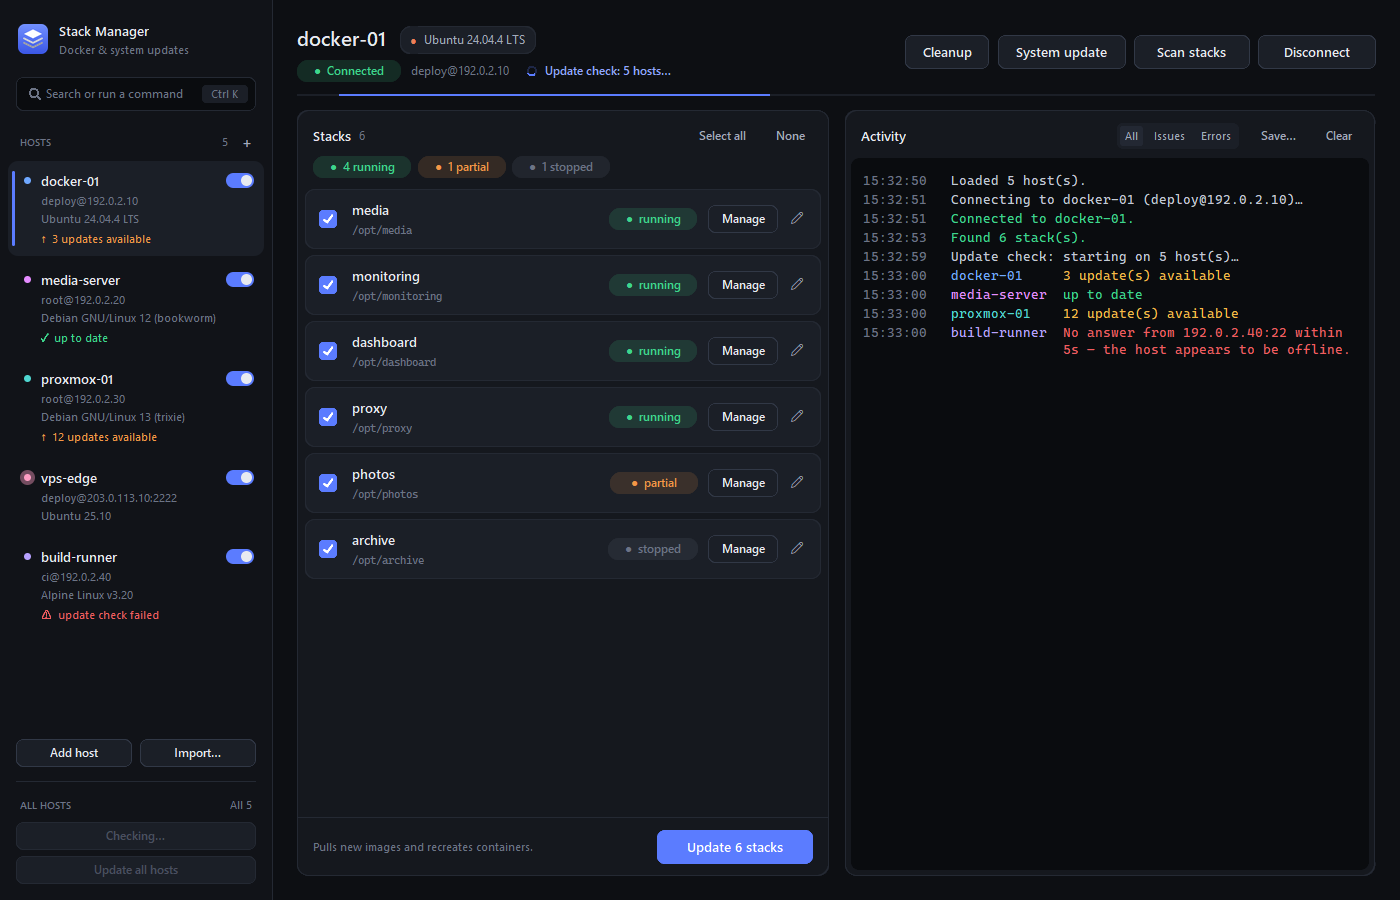 Stack Manager
Docker & system updates
Search or run a command Ctrl K
HOSTS 5 +
docker-01
deploy@192.0.2.10
Ubuntu 24.04.4 LTS
↑ 3 updates available
media-server
root@192.0.2.20
Debian GNU/Linux 12 (bookworm)
✓ up to date
proxmox-01
root@192.0.2.30
Debian GNU/Linux 13 (trixie)
↑ 12 updates available
vps-edge
deploy@203.0.113.10:2222
Ubuntu 25.10
build-runner
ci@192.0.2.40
Alpine Linux v3.20
⚠ update check failed
Add host Import...
ALL HOSTS All 5
Checking...
Update all hosts
docker-01 • Ubuntu 24.04.4 LTS
• Connected deploy@192.0.2.10 Update check: 5 hosts...
Cleanup System update Scan stacks Disconnect
Stacks 6 Select all None
• 4 running • 1 partial • 1 stopped
media
/opt/media
• running Manage
monitoring
/opt/monitoring
• running Manage
dashboard
/opt/dashboard
• running Manage
proxy
/opt/proxy
• running Manage
photos
/opt/photos
• partial Manage
archive
/opt/archive
• stopped Manage
Pulls new images and recreates containers. Update 6 stacks
Activity All Issues Errors Save... Clear
15:32:50 Loaded 5 host(s).
15:32:51 Connecting to docker-01 (deploy@192.0.2.10)…
15:32:51 Connected to docker-01.
15:32:53 Found 6 stack(s).
15:32:59 Update check: starting on 5 host(s)…
15:33:00 docker-01 3 update(s) available
15:33:00 media-server up to date
15:33:00 proxmox-01 12 update(s) available
15:33:00 build-runner No answer from 192.0.2.40:22 within
5s — the host appears to be offline.